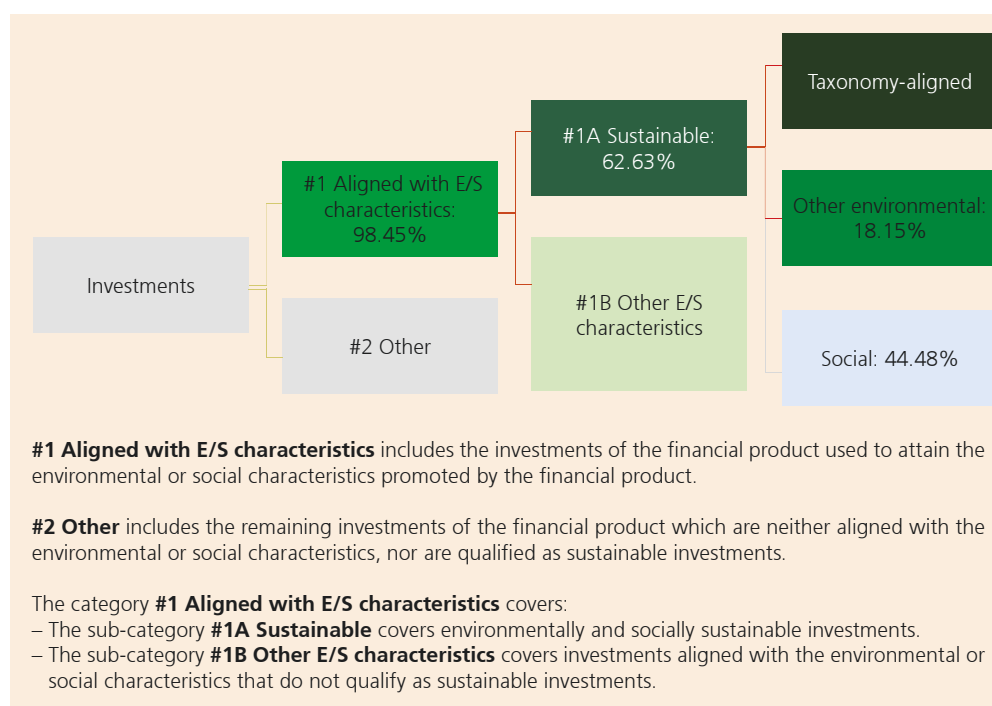 Taxonomy-aligned
#1A Sustainable:
62.63%
#1 Aligned with E/S
characteristics:
98.45%
Other environmental:
18.15%
Investments
#1B Other E/S
characteristics
#2 Other
Social: 44.48%
#1 Aligned with E/S characteristics includes the investments of the financial product used to attain the
environmental or social characteristics promoted by the financial product.
#2 Other includes the remaining investments of the financial product which are neither aligned with the
environmental or social characteristics, nor are qualified as sustainable investments.
The category #1 Aligned with E/S characteristics covers:
– The sub-category #1A Sustainable covers environmentally and socially sustainable investments.
– The sub-category #1B Other E/S characteristics covers investments aligned with the environmental or
social characteristics that do not qualify as sustainable investments.